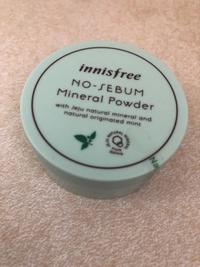 innisfree
NO-SEBUM
Mineral Powder
with Jeju natural mineral and
natural originated mint